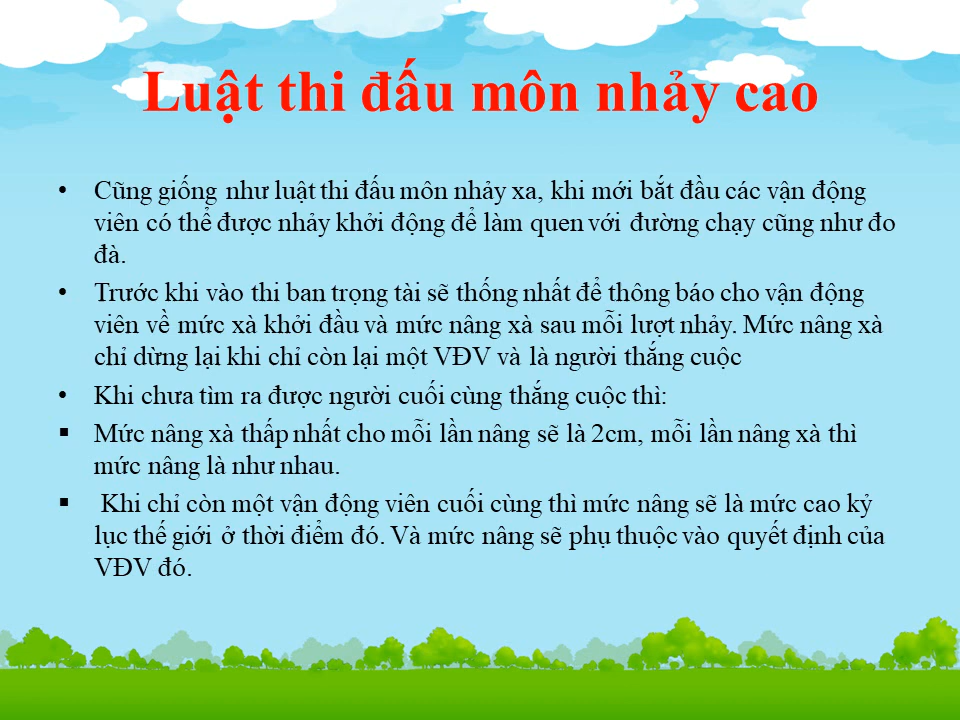 Luật thi đấu môn nhảy cao
• Cũng giống như luật thi đấu môn nhảy xa, khi mới bắt đầu các vận động
viên có thể được nhảy khởi động để làm quen với đường chạy cũng như đo
đà.
• Trước khi vào thi ban trọng tài sẽ thống nhất để thông báo cho vận động
viên về mức xà khởi đầu và mức nâng xà sau mỗi lượt nhảy. Mức nâng xà
chỉ dừng lại khi chỉ còn lại một VĐV và là người thắng cuộc
• Khi chưa tìm ra được người cuối cùng thắng cuộc thì:
▪ Mức nâng xà thấp nhất cho mỗi lần nâng sẽ là 2cm, mỗi lần nâng xà thì
mức nâng là như nhau.
▪ Khi chỉ còn một vận động viên cuối cùng thì mức nâng sẽ là mức cao kỷ
lục thế giới ở thời điểm đó. Và mức nâng sẽ phụ thuộc vào quyết định của
VĐV đó.